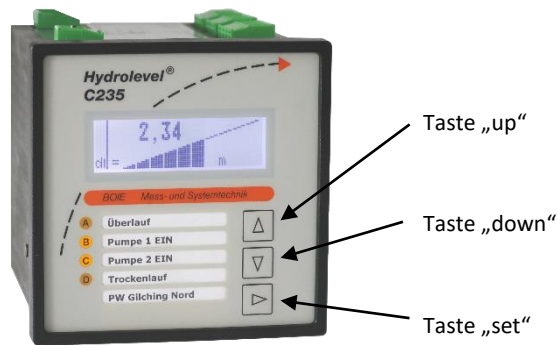 Hydrolevel®
C235
2,34
ch = m
BOIE Mess- und Systemtechnik
A Überlauf
B Pumpe 1 EIN
C Pumpe 2 EIN
D Trockenlauf
PW Gilching Nord
Taste „up“
Taste „down“
Taste „set“